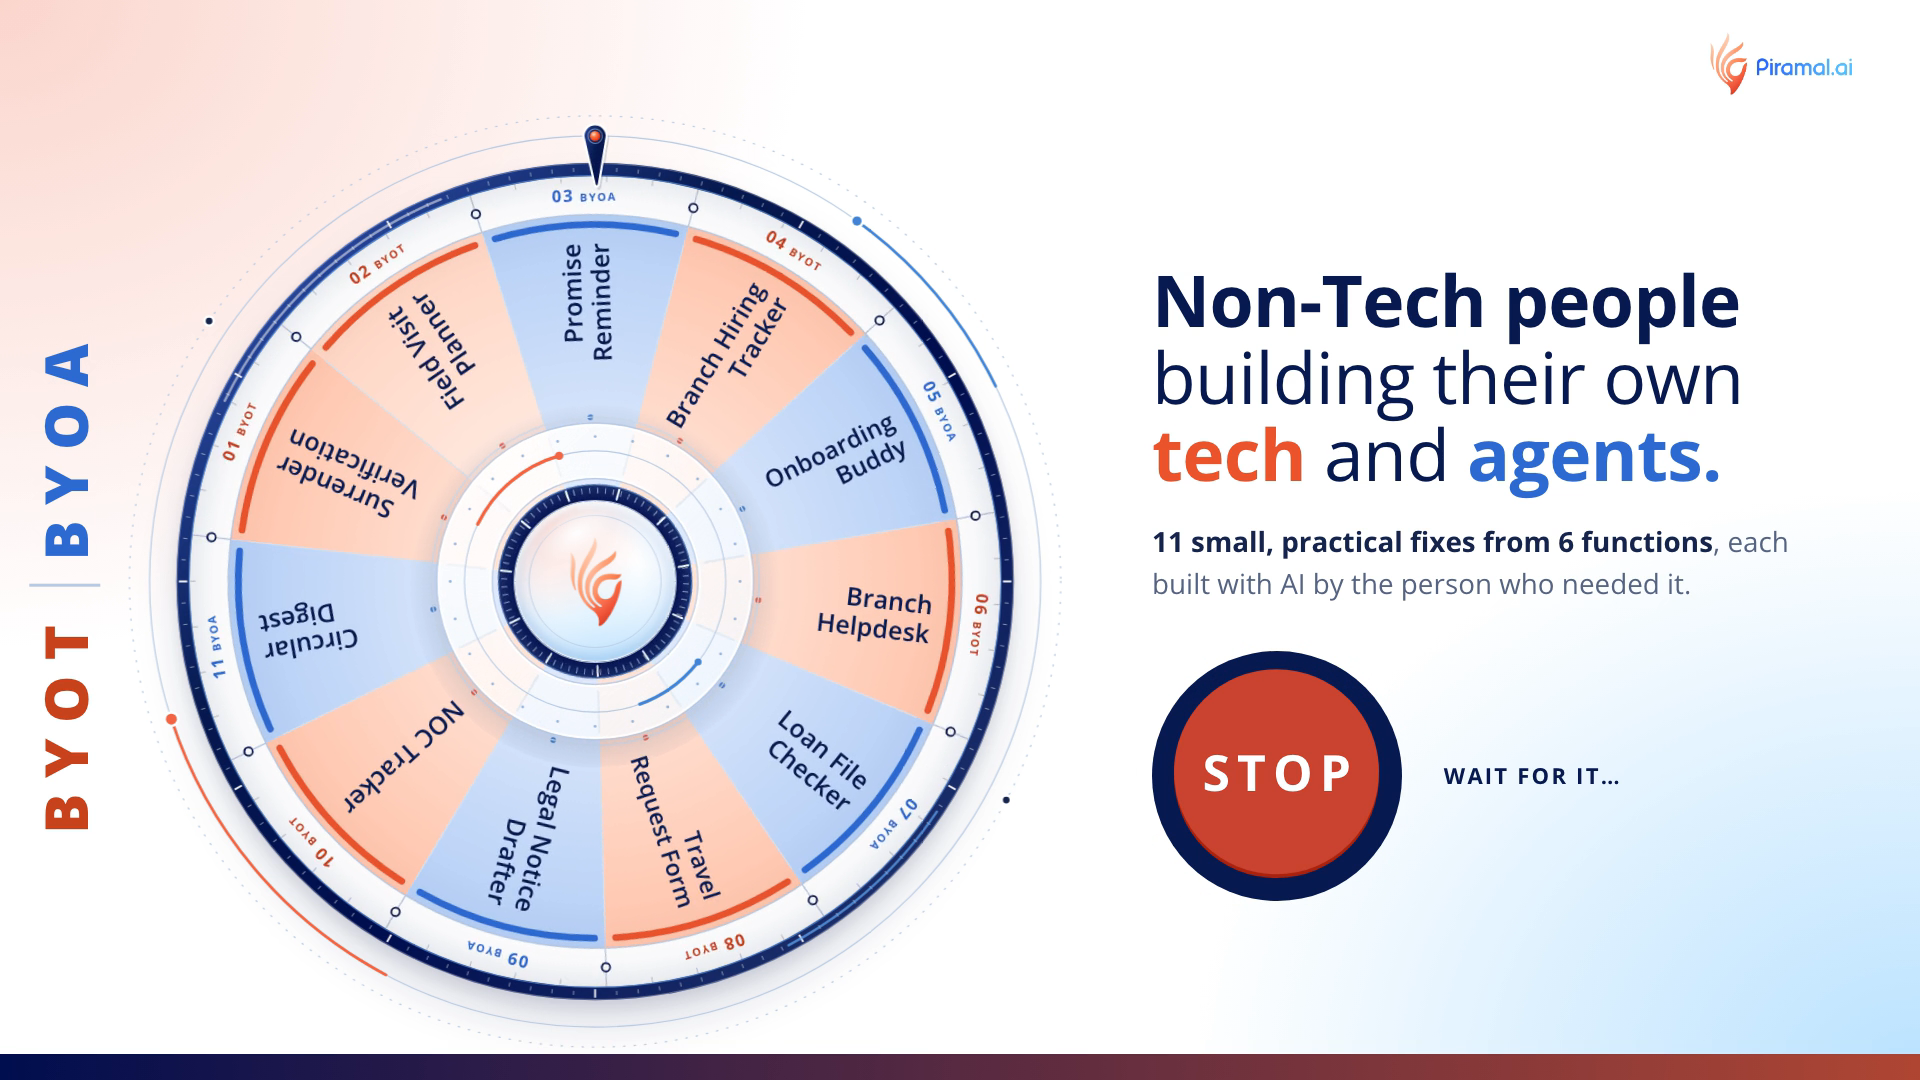 Piramal.ai
BYOT | BYOA
01 BYOT
Surrender
Verification
02 BYOT
Field Visit
Planner
03 BYOA
Promise
Reminder
04 BYOT
Branch Hiring
Tracker
05 BYOA
Onboarding
Buddy
06 BYOT
Branch
Helpdesk
07 BYOA
Loan File
Checker
08 BYOT
Travel
Request Form
09 BYOA
Legal Notice
Drafter
10 BYOT
NOC Tracker
11 BYOA
Circular
Digest
Non-Tech people
building their own
tech and agents.
11 small, practical fixes from 6 functions, each
built with AI by the person who needed it.
STOP
WAIT FOR IT...